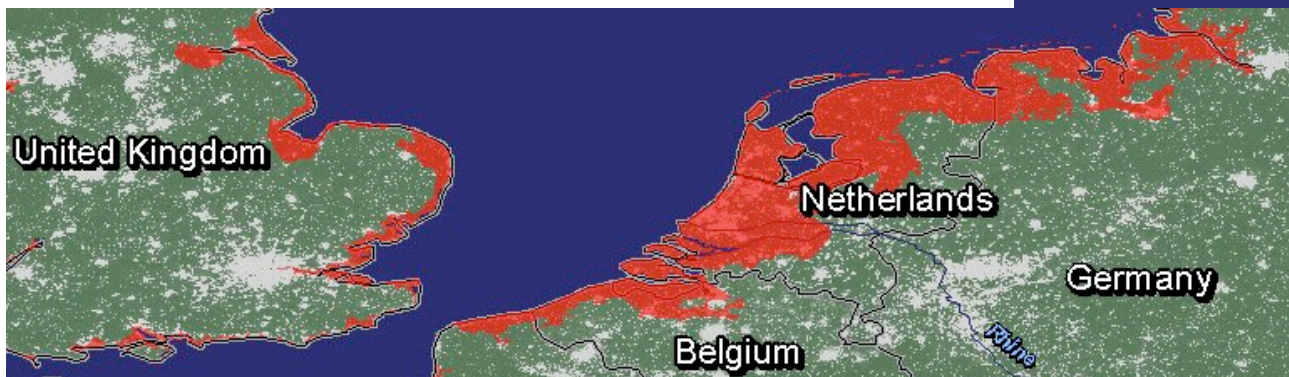 United Kingdom
Netherlands
Germany
Rhine
Belgium